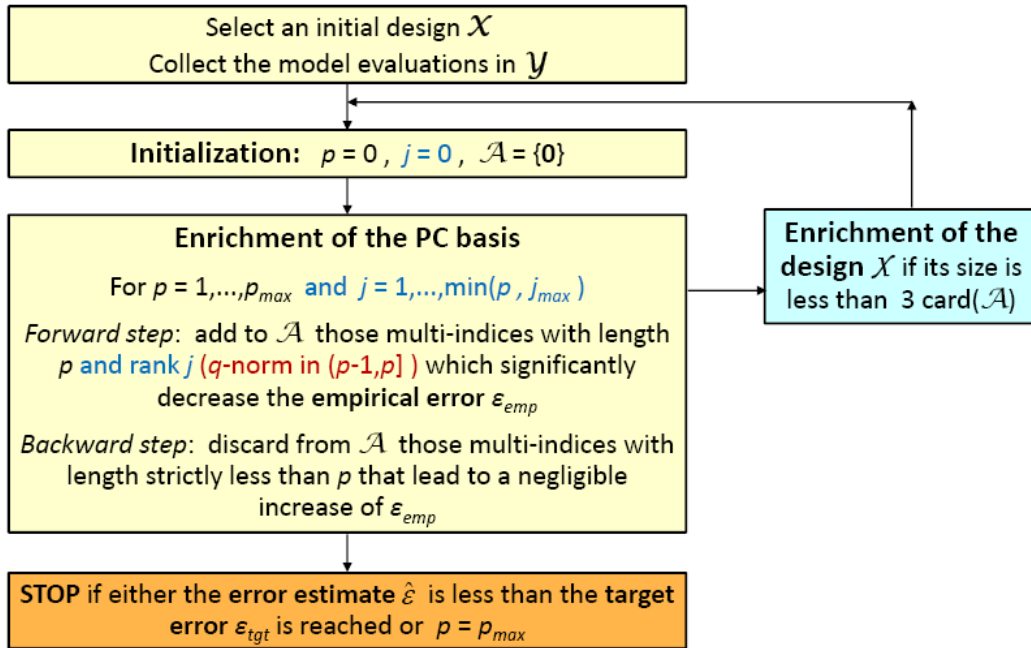 Select an initial design 𝒳
Collect the model evaluations in 𝒴
Initialization: p = 0 , j = 0 , 𝒜 = {0}
Enrichment of the PC basis
For p = 1,...,pmax and j = 1,...,min(p , jmax )
Forward step: add to 𝒜 those multi-indices with length
p and rank j (q-norm in (p-1,p] ) which significantly
decrease the empirical error εemp
Backward step: discard from 𝒜 those multi-indices with
length strictly less than p that lead to a negligible
increase of εemp
Enrichment of the
design 𝒳 if its size is
less than 3 card(𝒜)
STOP if either the error estimate ε̂ is less than the target
error εtgt is reached or p = pmax